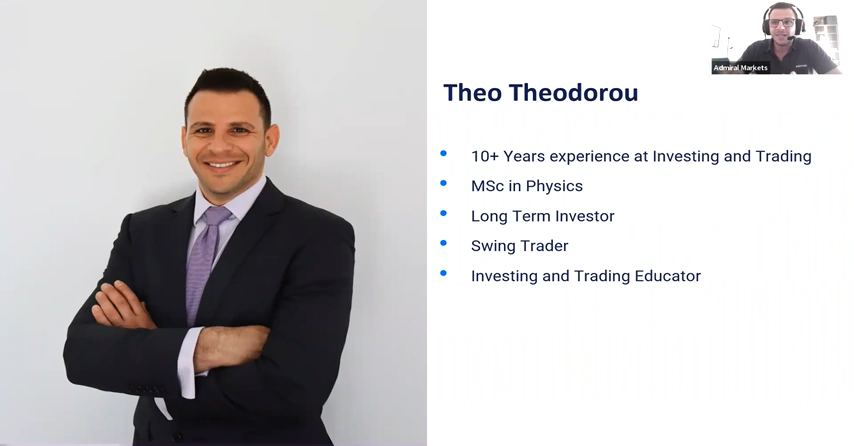 Admiral Markets
Theo Theodorou
10+ Years experience at Investing and Trading
MSc in Physics
Long Term Investor
Swing Trader
Investing and Trading Educator